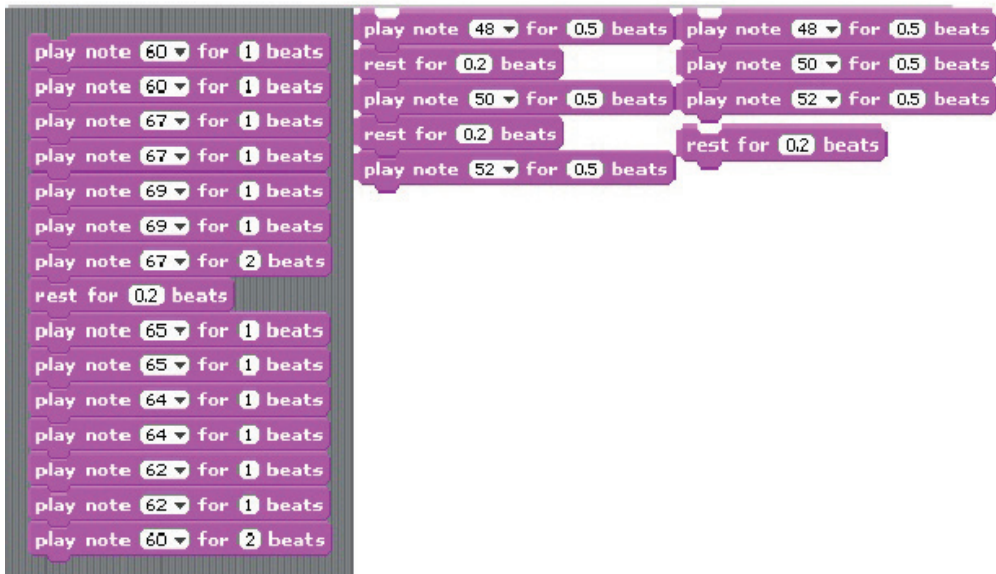 play note 60 for 1 beats
play note 60 for 1 beats
play note 67 for 1 beats
play note 67 for 1 beats
play note 69 for 1 beats
play note 69 for 1 beats
play note 67 for 2 beats
rest for 0.2 beats
play note 65 for 1 beats
play note 65 for 1 beats
play note 64 for 1 beats
play note 64 for 1 beats
play note 62 for 1 beats
play note 62 for 1 beats
play note 60 for 2 beats
play note 48 for 0.5 beats
rest for 0.2 beats
play note 50 for 0.5 beats
rest for 0.2 beats
play note 52 for 0.5 beats
play note 48 for 0.5 beats
play note 50 for 0.5 beats
play note 52 for 0.5 beats
rest for 0.2 beats